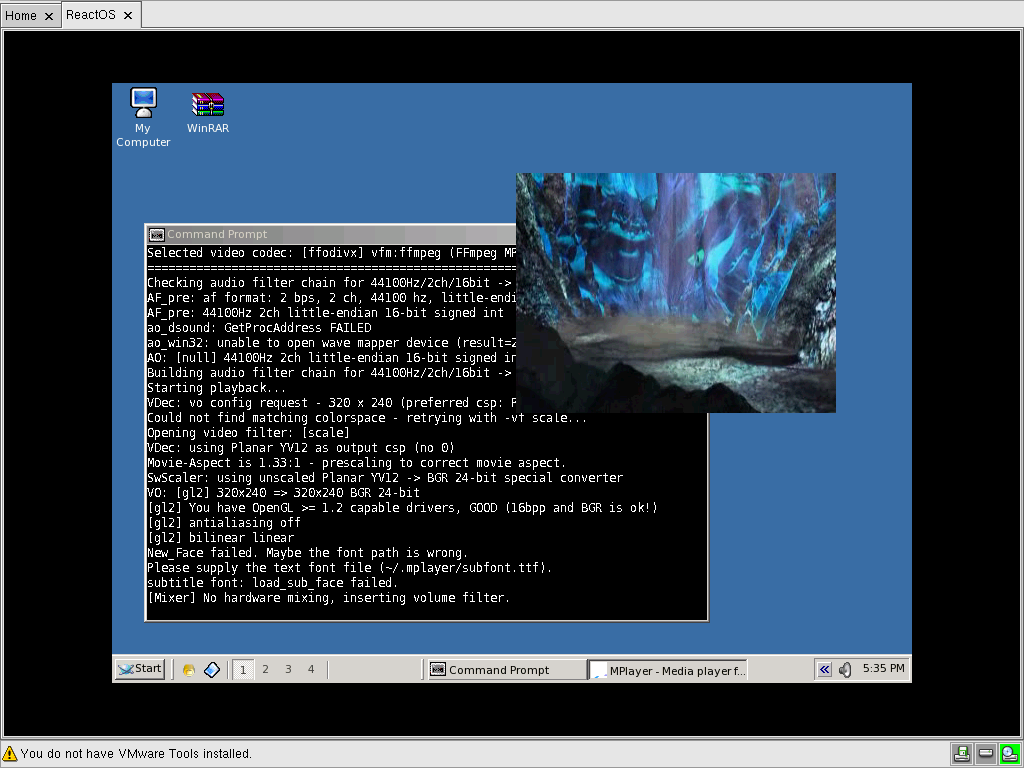 Home
ReactOS
My
Computer
WinRAR
Command Prompt
Selected video codec: [ffodivx] vfm:ffmpeg (FFmpeg MP
==========================================================
Checking audio filter chain for 44100Hz/2ch/16bit ->
AF_pre: af format: 2 bps, 2 ch, 44100 hz, little-endi
AF_pre: 44100Hz 2ch little-endian 16-bit signed int
ao_dsound: GetProcAddress FAILED
ao_win32: unable to open wave mapper device (result=2
AO: [null] 44100Hz 2ch little-endian 16-bit signed in
Building audio filter chain for 44100Hz/2ch/16bit ->
Starting playback...
VDec: vo config request - 320 x 240 (preferred csp: P
Could not find matching colorspace - retrying with -vf scale...
Opening video filter: [scale]
VDec: using Planar YV12 as output csp (no 0)
Movie-Aspect is 1.33:1 - prescaling to correct movie aspect.
SwScaler: using unscaled Planar YV12 -> BGR 24-bit special converter
VO: [gl2] 320x240 => 320x240 BGR 24-bit
[gl2] You have OpenGL >= 1.2 capable drivers, GOOD (16bpp and BGR is ok!)
[gl2] antialiasing off
[gl2] bilinear linear
New_Face failed. Maybe the font path is wrong.
Please supply the text font file (~/.mplayer/subfont.ttf).
subtitle font: load_sub_face failed.
[Mixer] No hardware mixing, inserting volume filter.
Start
1 2 3 4
Command Prompt
MPlayer - Media player f...
5:35 PM
You do not have VMware Tools installed.